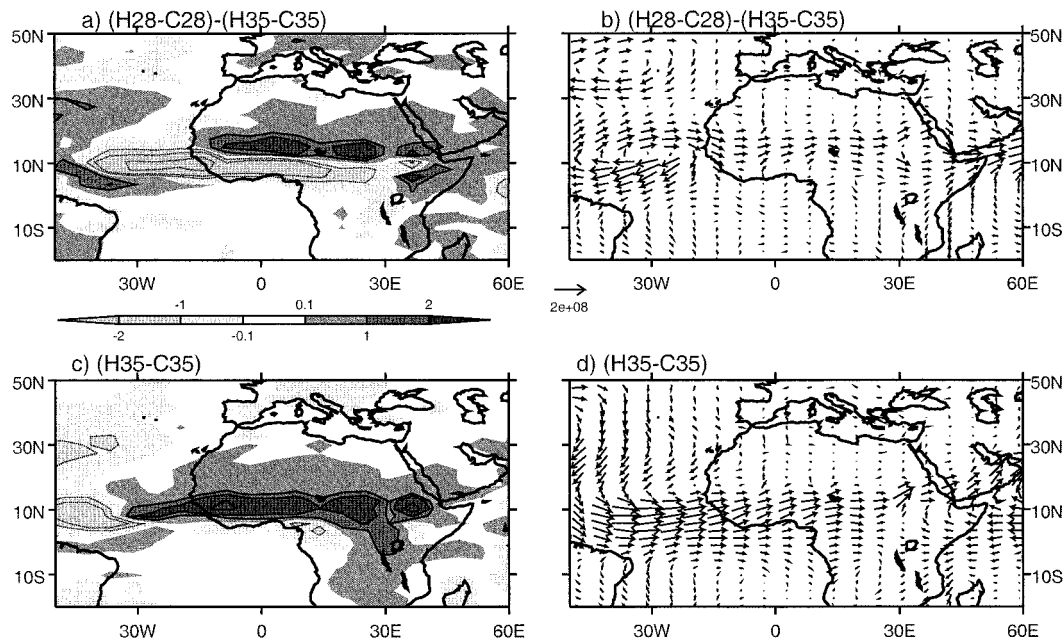 a) (H28-C28)-(H35-C35)
b) (H28-C28)-(H35-C35)
50N
30N
10N
10S
30W
0
30E
60E
50N
30N
10N
10S
30W
0
30E
60E
-1
0.1
2
-2
-0.1
1
2e+08
c) (H35-C35)
d) (H35-C35)
50N
30N
10N
10S
30W
0
30E
60E
50N
30N
10N
10S
30W
0
30E
60E